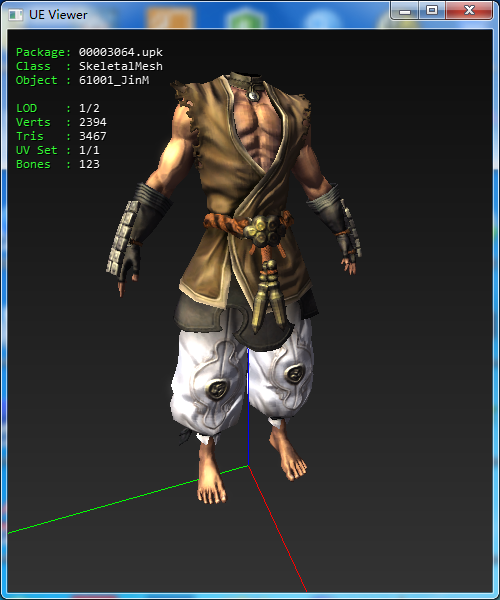 UE Viewer
Package: 00003064.upk
Class  : SkeletalMesh
Object : 61001_JinM
LOD    : 1/2
Verts  : 2394
Tris   : 3467
UV Set : 1/1
Bones  : 123